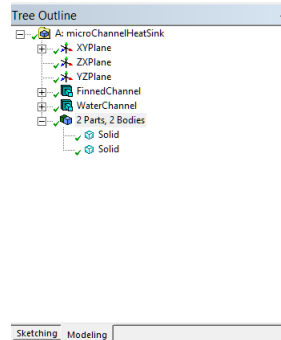 Tree Outline
A: microChannelHeatSink
XYPlane
ZXPlane
YZPlane
FinnedChannel
WaterChannel
2 Parts, 2 Bodies
Solid
Solid
Sketching Modeling